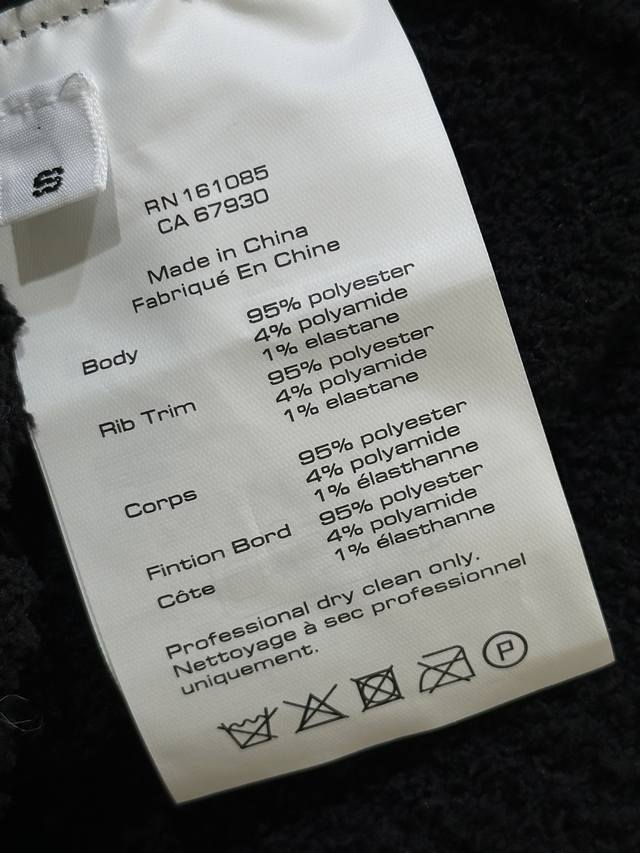 S
RN 161085
CA 67930
Made in China
Fabriqué En Chine
Body
95% polyester
4% polyamide
1% elastane
Rib Trim
95% polyester
4% polyamide
1% elastane
Corps
95% polyester
4% polyamide
1% élasthanne
Fintion Bord
Côte
95% polyester
4% polyamide
1% élasthanne
Professional dry clean only.
Nettoyage à sec professionnel
uniquement.
P